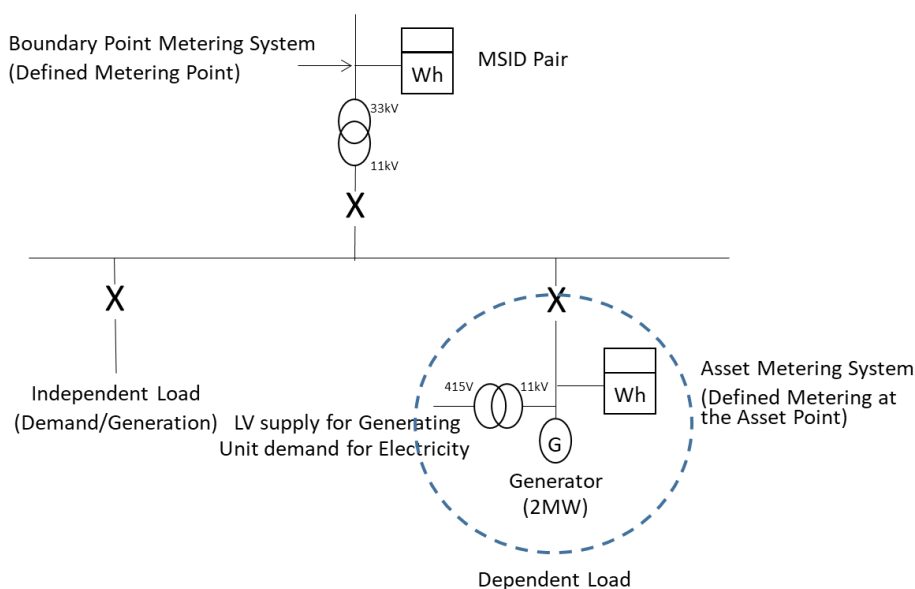 Boundary Point Metering System
(Defined Metering Point)
Wh
MSID Pair
33kV
11kV
X
X
X
Independent Load
(Demand/Generation)
415V
11kV
Wh
Asset Metering System
(Defined Metering at
the Asset Point)
LV supply for Generating
Unit demand for Electricity
G
Generator
(2MW)
Dependent Load